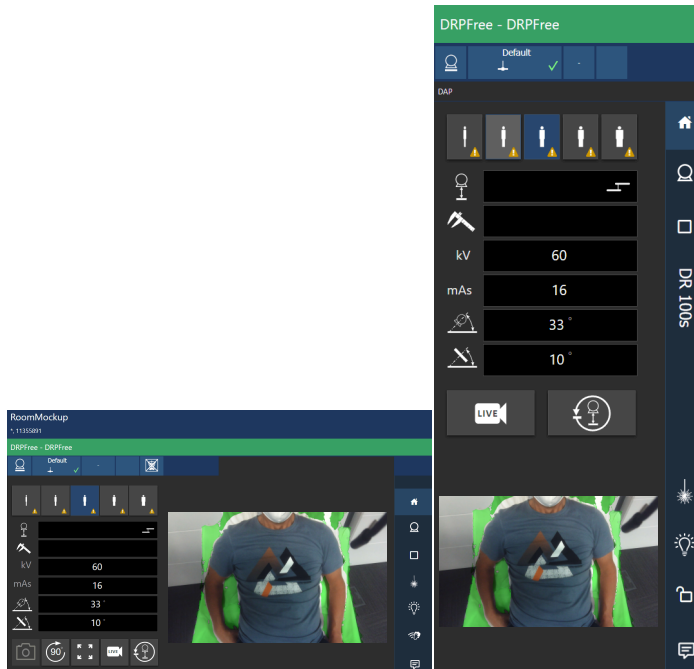 RoomMockup
*, 11355891
DRPFree - DRPFree
Default
kV 60
mAs 16
33 °
10 °
90°
LIVE
DRPFree - DRPFree
Default
DAP
kV 60
mAs 16
33 °
10 °
DR 100s
LIVE